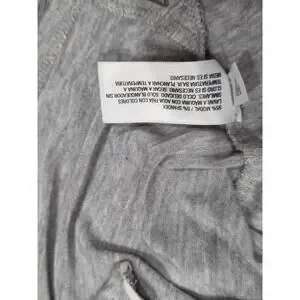 95% MODAL / 5% SPANDEX
LAVAR A MÁQUINA CON AGUA FRÍA CON COLORES
SIMILARES. CICLO DELICADO. SOLO BLANQUEADOR SIN
CLORO SI ES NECESARIO. SECAR A MÁQUINA A
TEMPERATURA BAJA. PLANCHAR A TEMPERATURA
MEDIA SI ES NECESARIO.